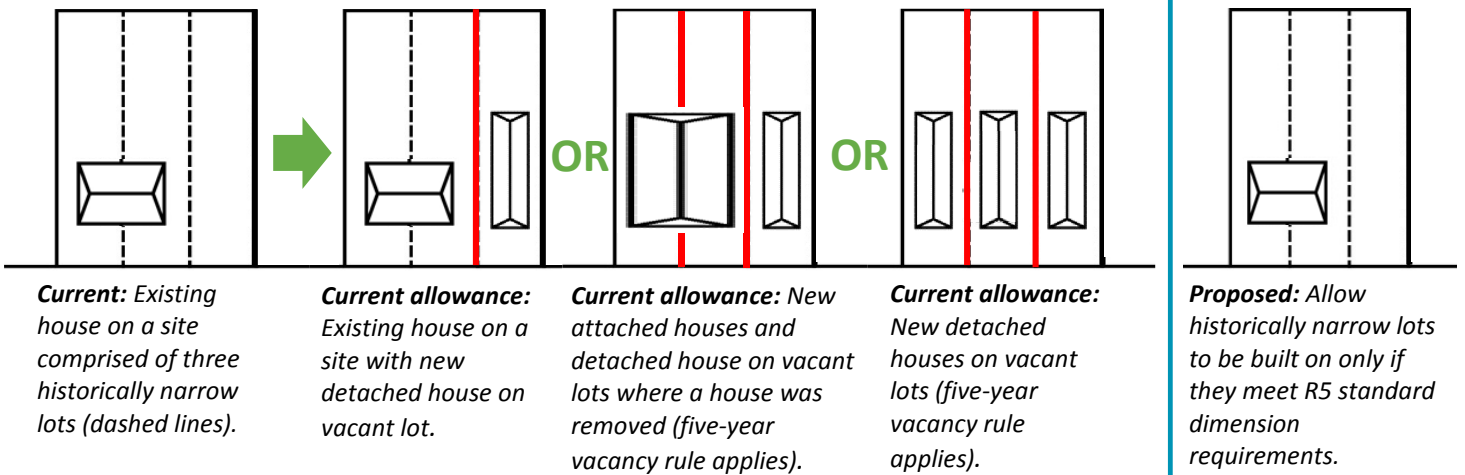 OR
OR
Current: Existing
house on a site
comprised of three
historically narrow
lots (dashed lines).
Current allowance:
Existing house on a
site with new
detached house on
vacant lot.
Current allowance: New
attached houses and
detached house on vacant
lots where a house was
removed (five-year
vacancy rule applies).
Current allowance:
New detached
houses on vacant
lots (five-year
vacancy rule
applies).
Proposed: Allow
historically narrow lots
to be built on only if
they meet R5 standard
dimension
requirements.